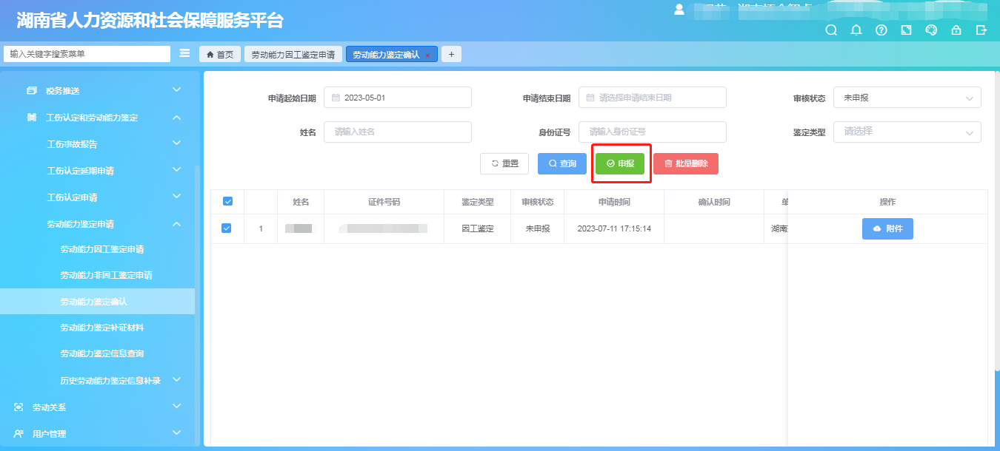 湖南省人力资源和社会保障服务平台
输入关键字搜索菜单
首页
劳动能力因工鉴定申请
劳动能力鉴定确认 ×
+
税务推送
工伤认定和劳动能力鉴定
工伤事故报告
工伤认定延期申请
工伤认定申请
劳动能力鉴定申请
劳动能力因工鉴定申请
劳动能力非因工鉴定申请
劳动能力鉴定确认
劳动能力鉴定补证材料
劳动能力鉴定信息查询
历史劳动能力鉴定信息补录
劳动关系
用户管理
申请起始日期 2023-05-01 申请结束日期 请选择申请结束日期 审核状态 未申报
姓名 请输入姓名 身份证号 请输入身份证号 鉴定类型 请选择
重置 查询 申报 批量删除
姓名 证件号码 鉴定类型 审核状态 申请时间 确认时间 操作
1 因工鉴定 未申报 2023-07-11 17:15:14 湖南 附件